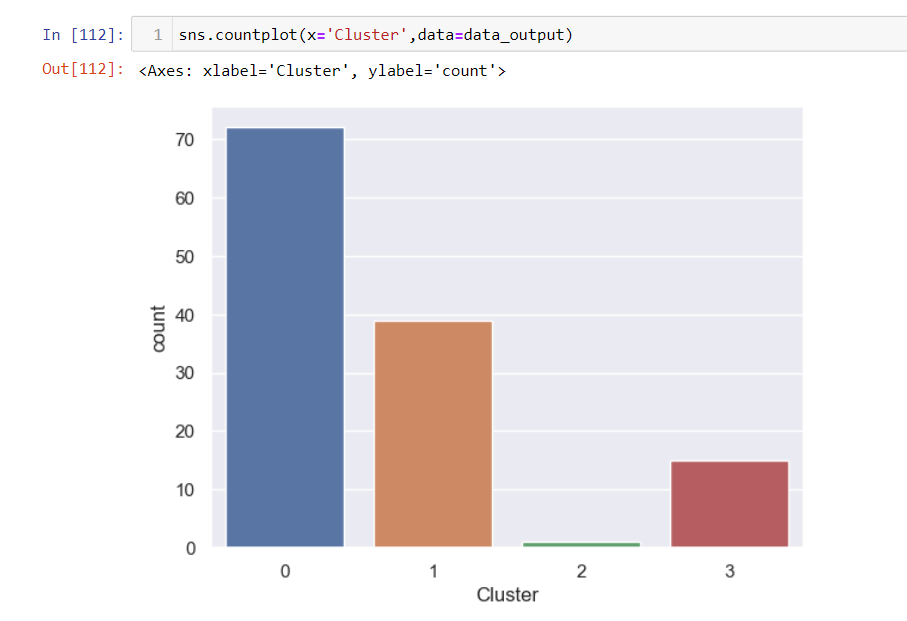 In [112]: 1 sns.countplot(x='Cluster',data=data_output)
Out[112]: <Axes: xlabel='Cluster', ylabel='count'>
70
60
50
40
30
20
10
0
count
0 1 2 3
Cluster